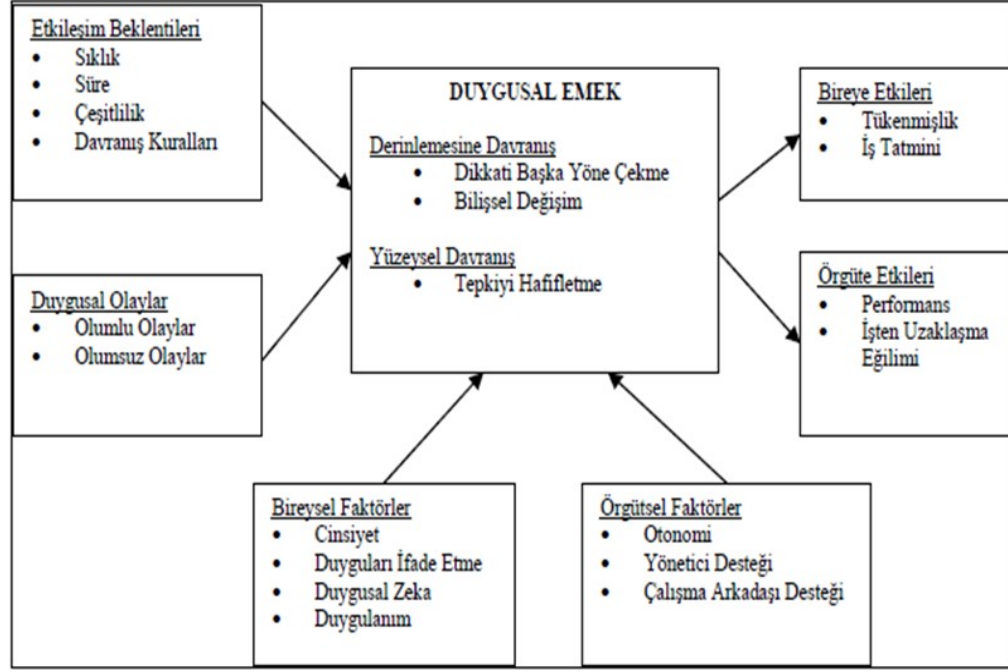 Etkileşim Beklentileri
• Sıklık
• Süre
• Çeşitlilik
• Davranış Kuralları
DUYGUSAL EMEK
Derinlemesine Davranış
• Dikkati Başka Yöne Çekme
• Bilişsel Değişim
Yüzeysel Davranış
• Tepkiyi Hafifletme
Bireye Etkileri
• Tükenmişlik
• İş Tatmini
Duygusal Olaylar
• Olumlu Olaylar
• Olumsuz Olaylar
Örgüte Etkileri
• Performans
• İşten Uzaklaşma
Eğilimi
Bireysel Faktörler
• Cinsiyet
• Duyguları İfade Etme
• Duygusal Zeka
• Duygulanım
Örgütsel Faktörler
• Otonomi
• Yönetici Desteği
• Çalışma Arkadaşı Desteği